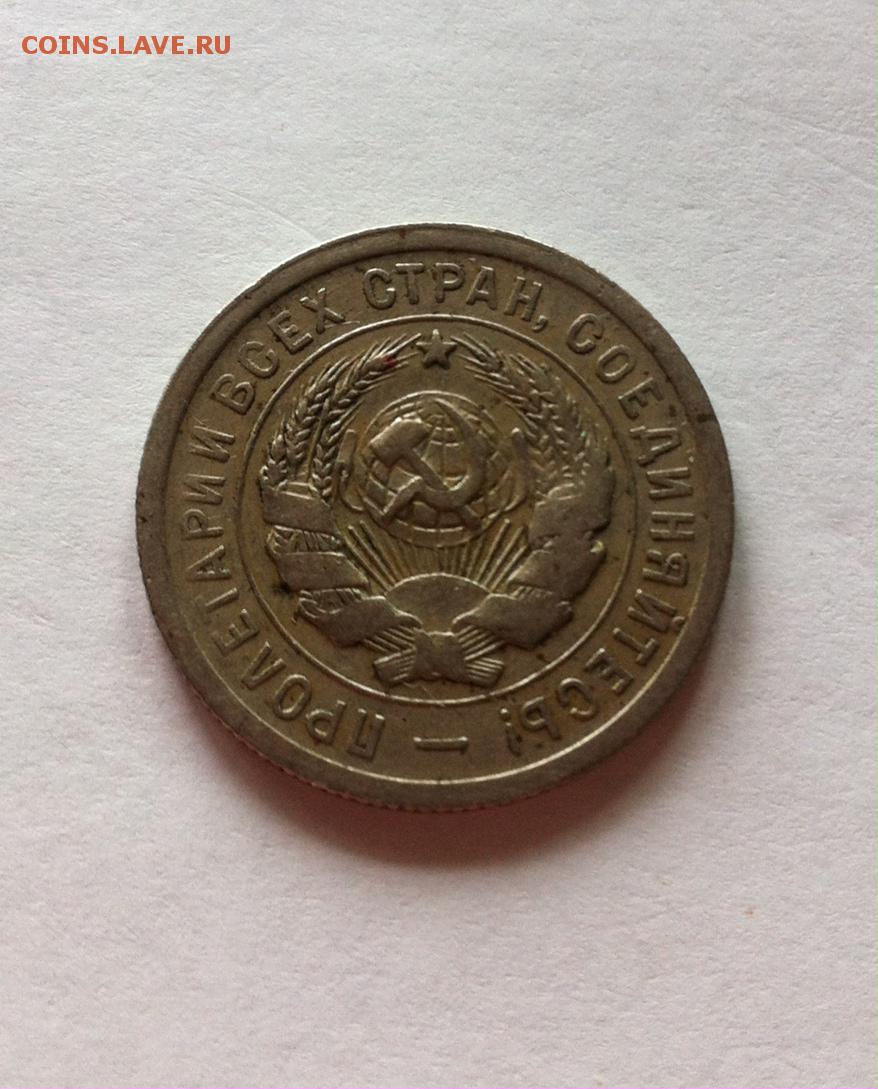 COINS.LAVE.RU
ПРОЛЕТАРИИ ВСЕХ СТРАН, СОЕДИНЯЙТЕСЬ! —